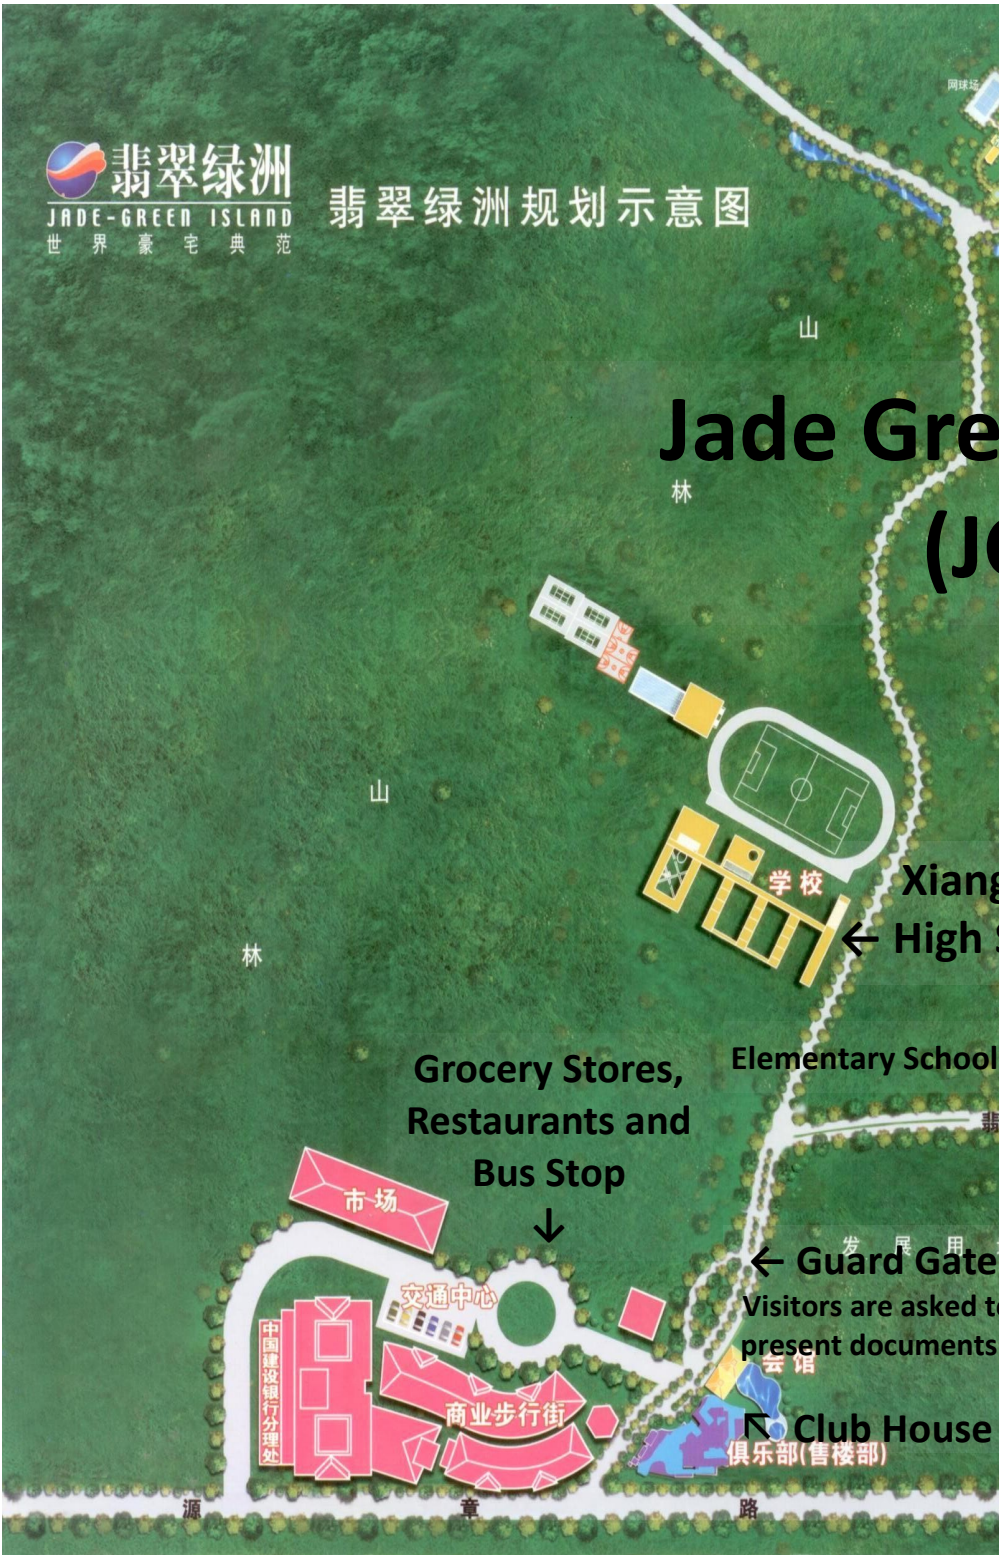 网球场
翡翠绿洲
JADE-GREEN ISLAND
世界豪宅典范
翡翠绿洲规划示意图
山
Jade Gre
林
(J
山
学校
Xiang
← High
林
Elementary School
Grocery Stores,
Restaurants and
Bus Stop
↓
翡
市场
发展用
← Guard Gate
Visitors are asked to
present documents
交通中心
中国建设银行分理处
会馆
商业步行街
↖ Club House
俱乐部(售楼部)
源章路